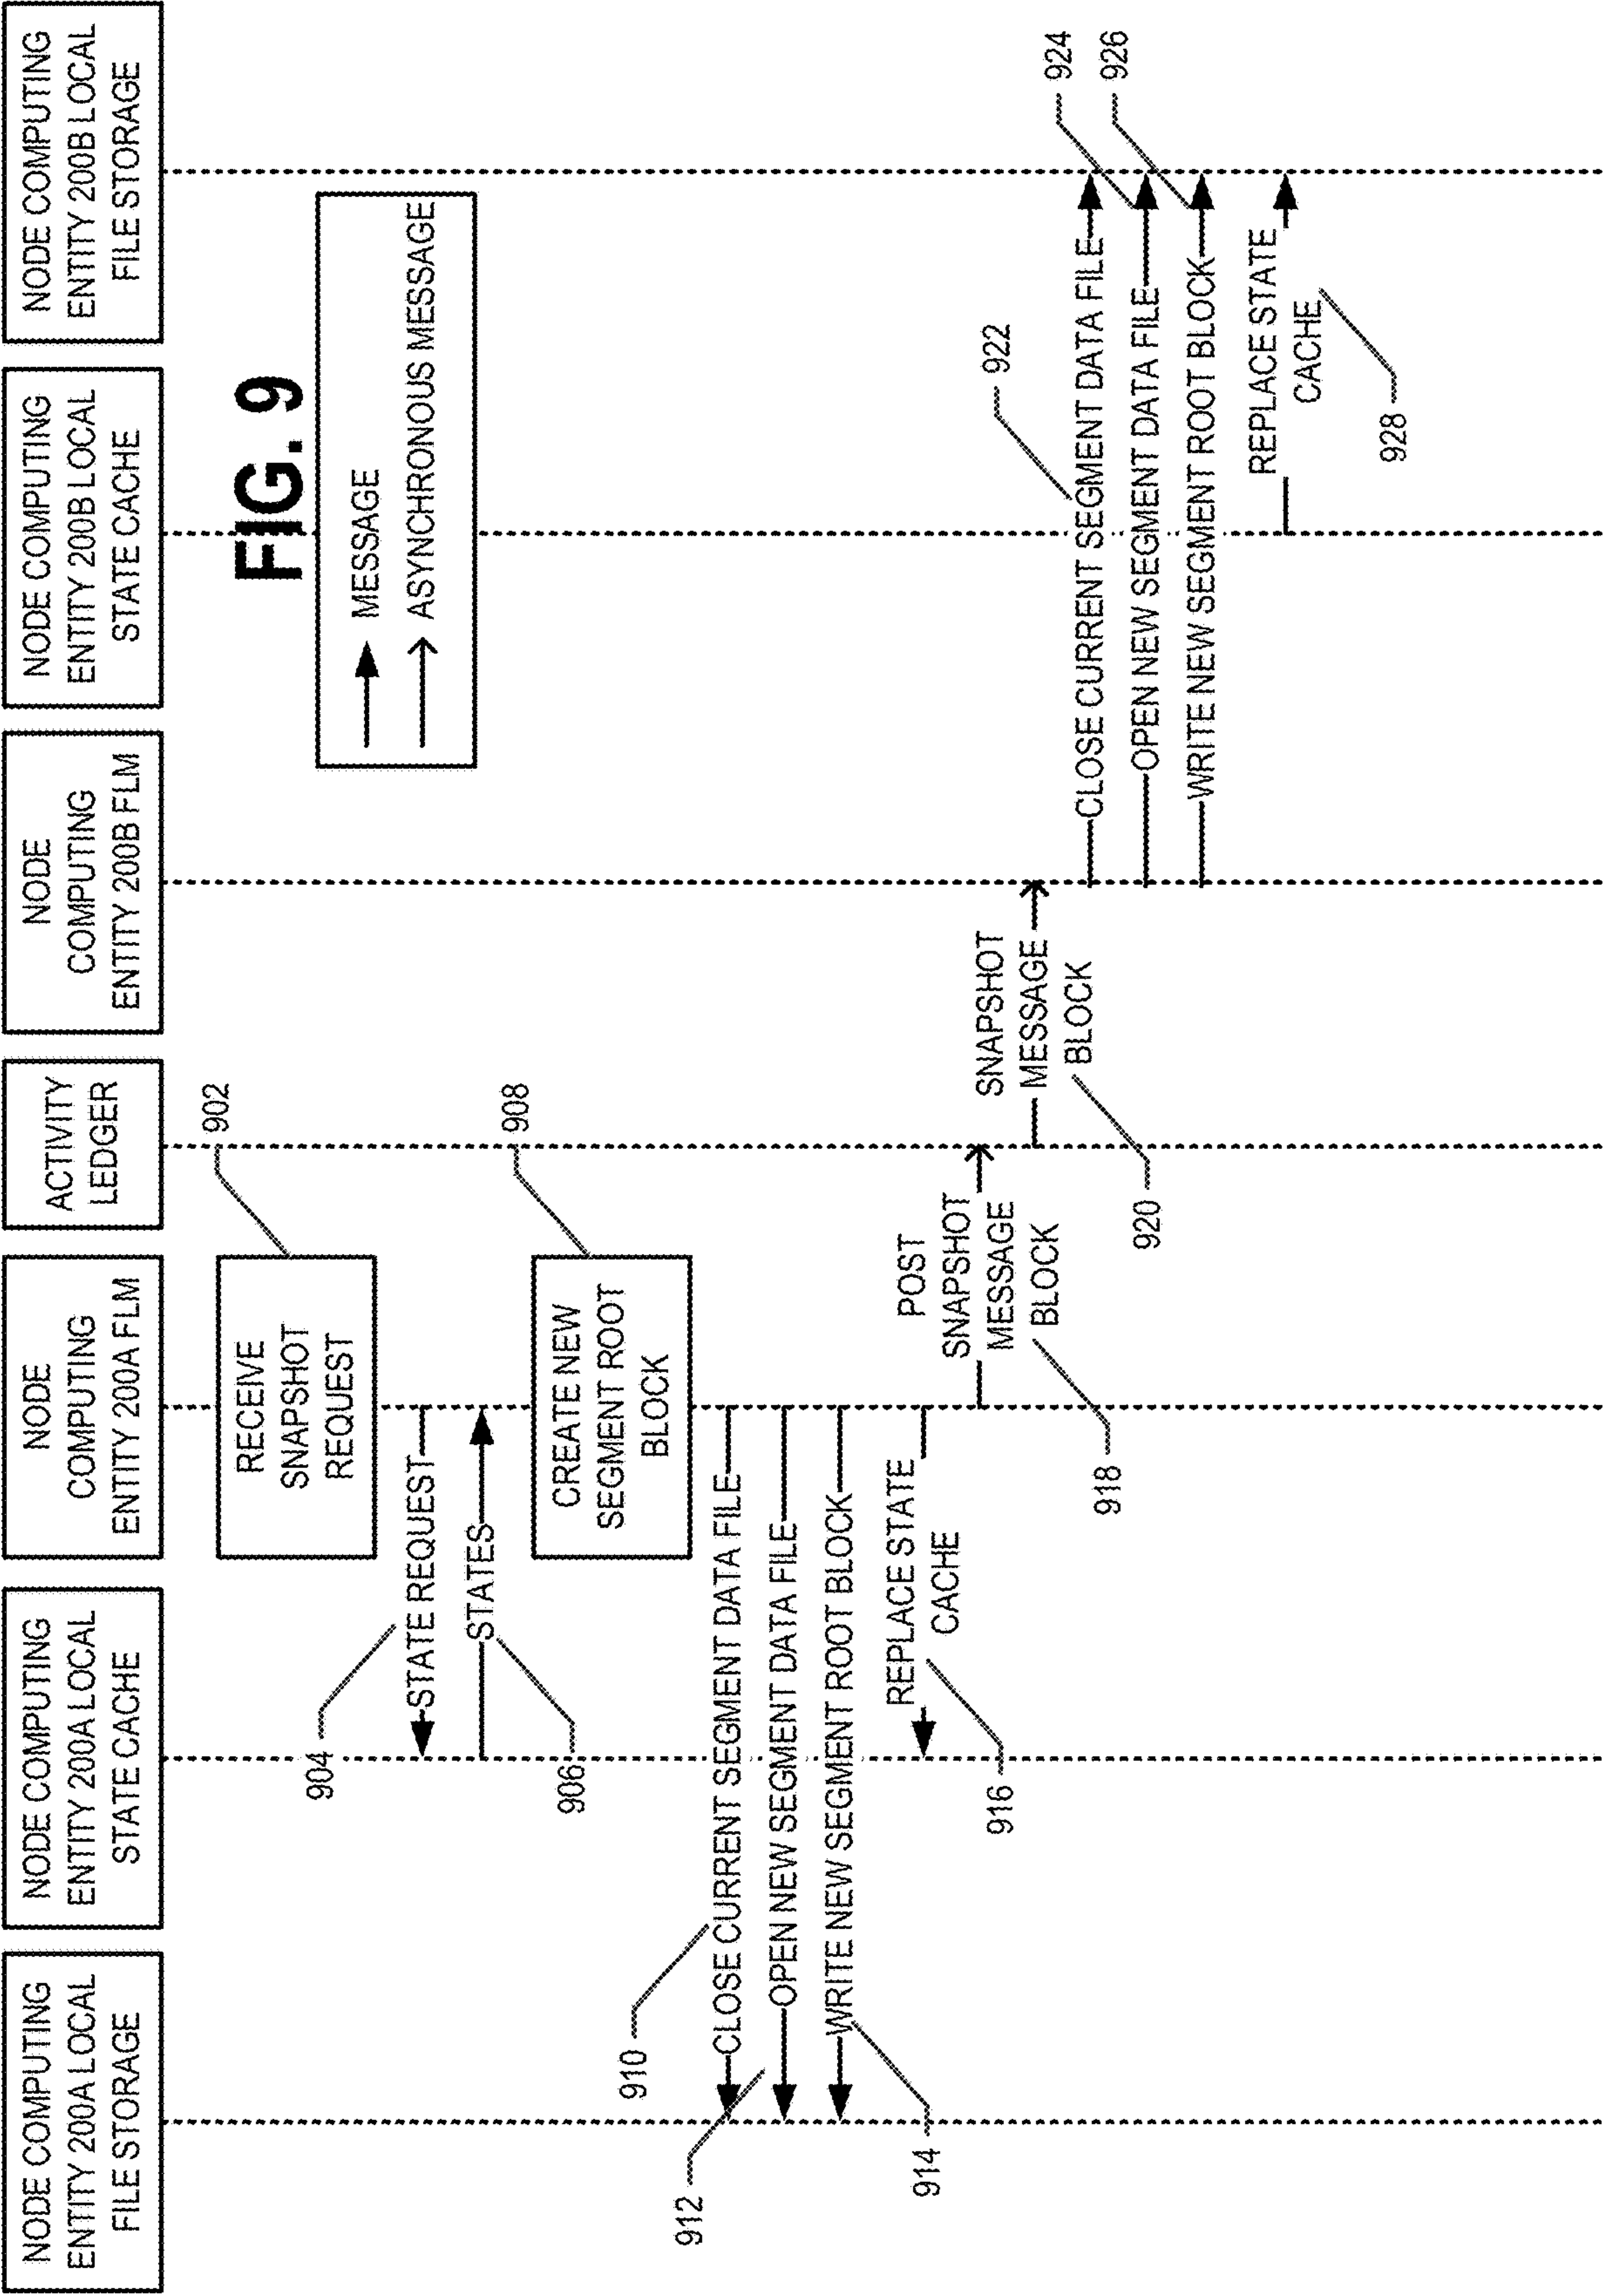 NODE COMPUTING
ENTITY 200A LOCAL
FILE STORAGE
NODE COMPUTING
ENTITY 200A LOCAL
STATE CACHE
NODE
COMPUTING
ENTITY 200A FLM
ACTIVITY
LEDGER
NODE
COMPUTING
ENTITY 200B FLM
NODE COMPUTING
ENTITY 200B LOCAL
STATE CACHE
NODE COMPUTING
ENTITY 200B LOCAL
FILE STORAGE
FIG. 9
MESSAGE
ASYNCHRONOUS MESSAGE
902
RECEIVE
SNAPSHOT
REQUEST
904
STATE REQUEST
STATES
906
908
CREATE NEW
SEGMENT ROOT
BLOCK
910
CLOSE CURRENT SEGMENT DATA FILE
912
OPEN NEW SEGMENT DATA FILE
WRITE NEW SEGMENT ROOT BLOCK
914
REPLACE STATE
CACHE
916
POST
SNAPSHOT
MESSAGE
BLOCK
918
SNAPSHOT
MESSAGE
BLOCK
920
922
CLOSE CURRENT SEGMENT DATA FILE
924
OPEN NEW SEGMENT DATA FILE
926
WRITE NEW SEGMENT ROOT BLOCK
REPLACE STATE
CACHE
928